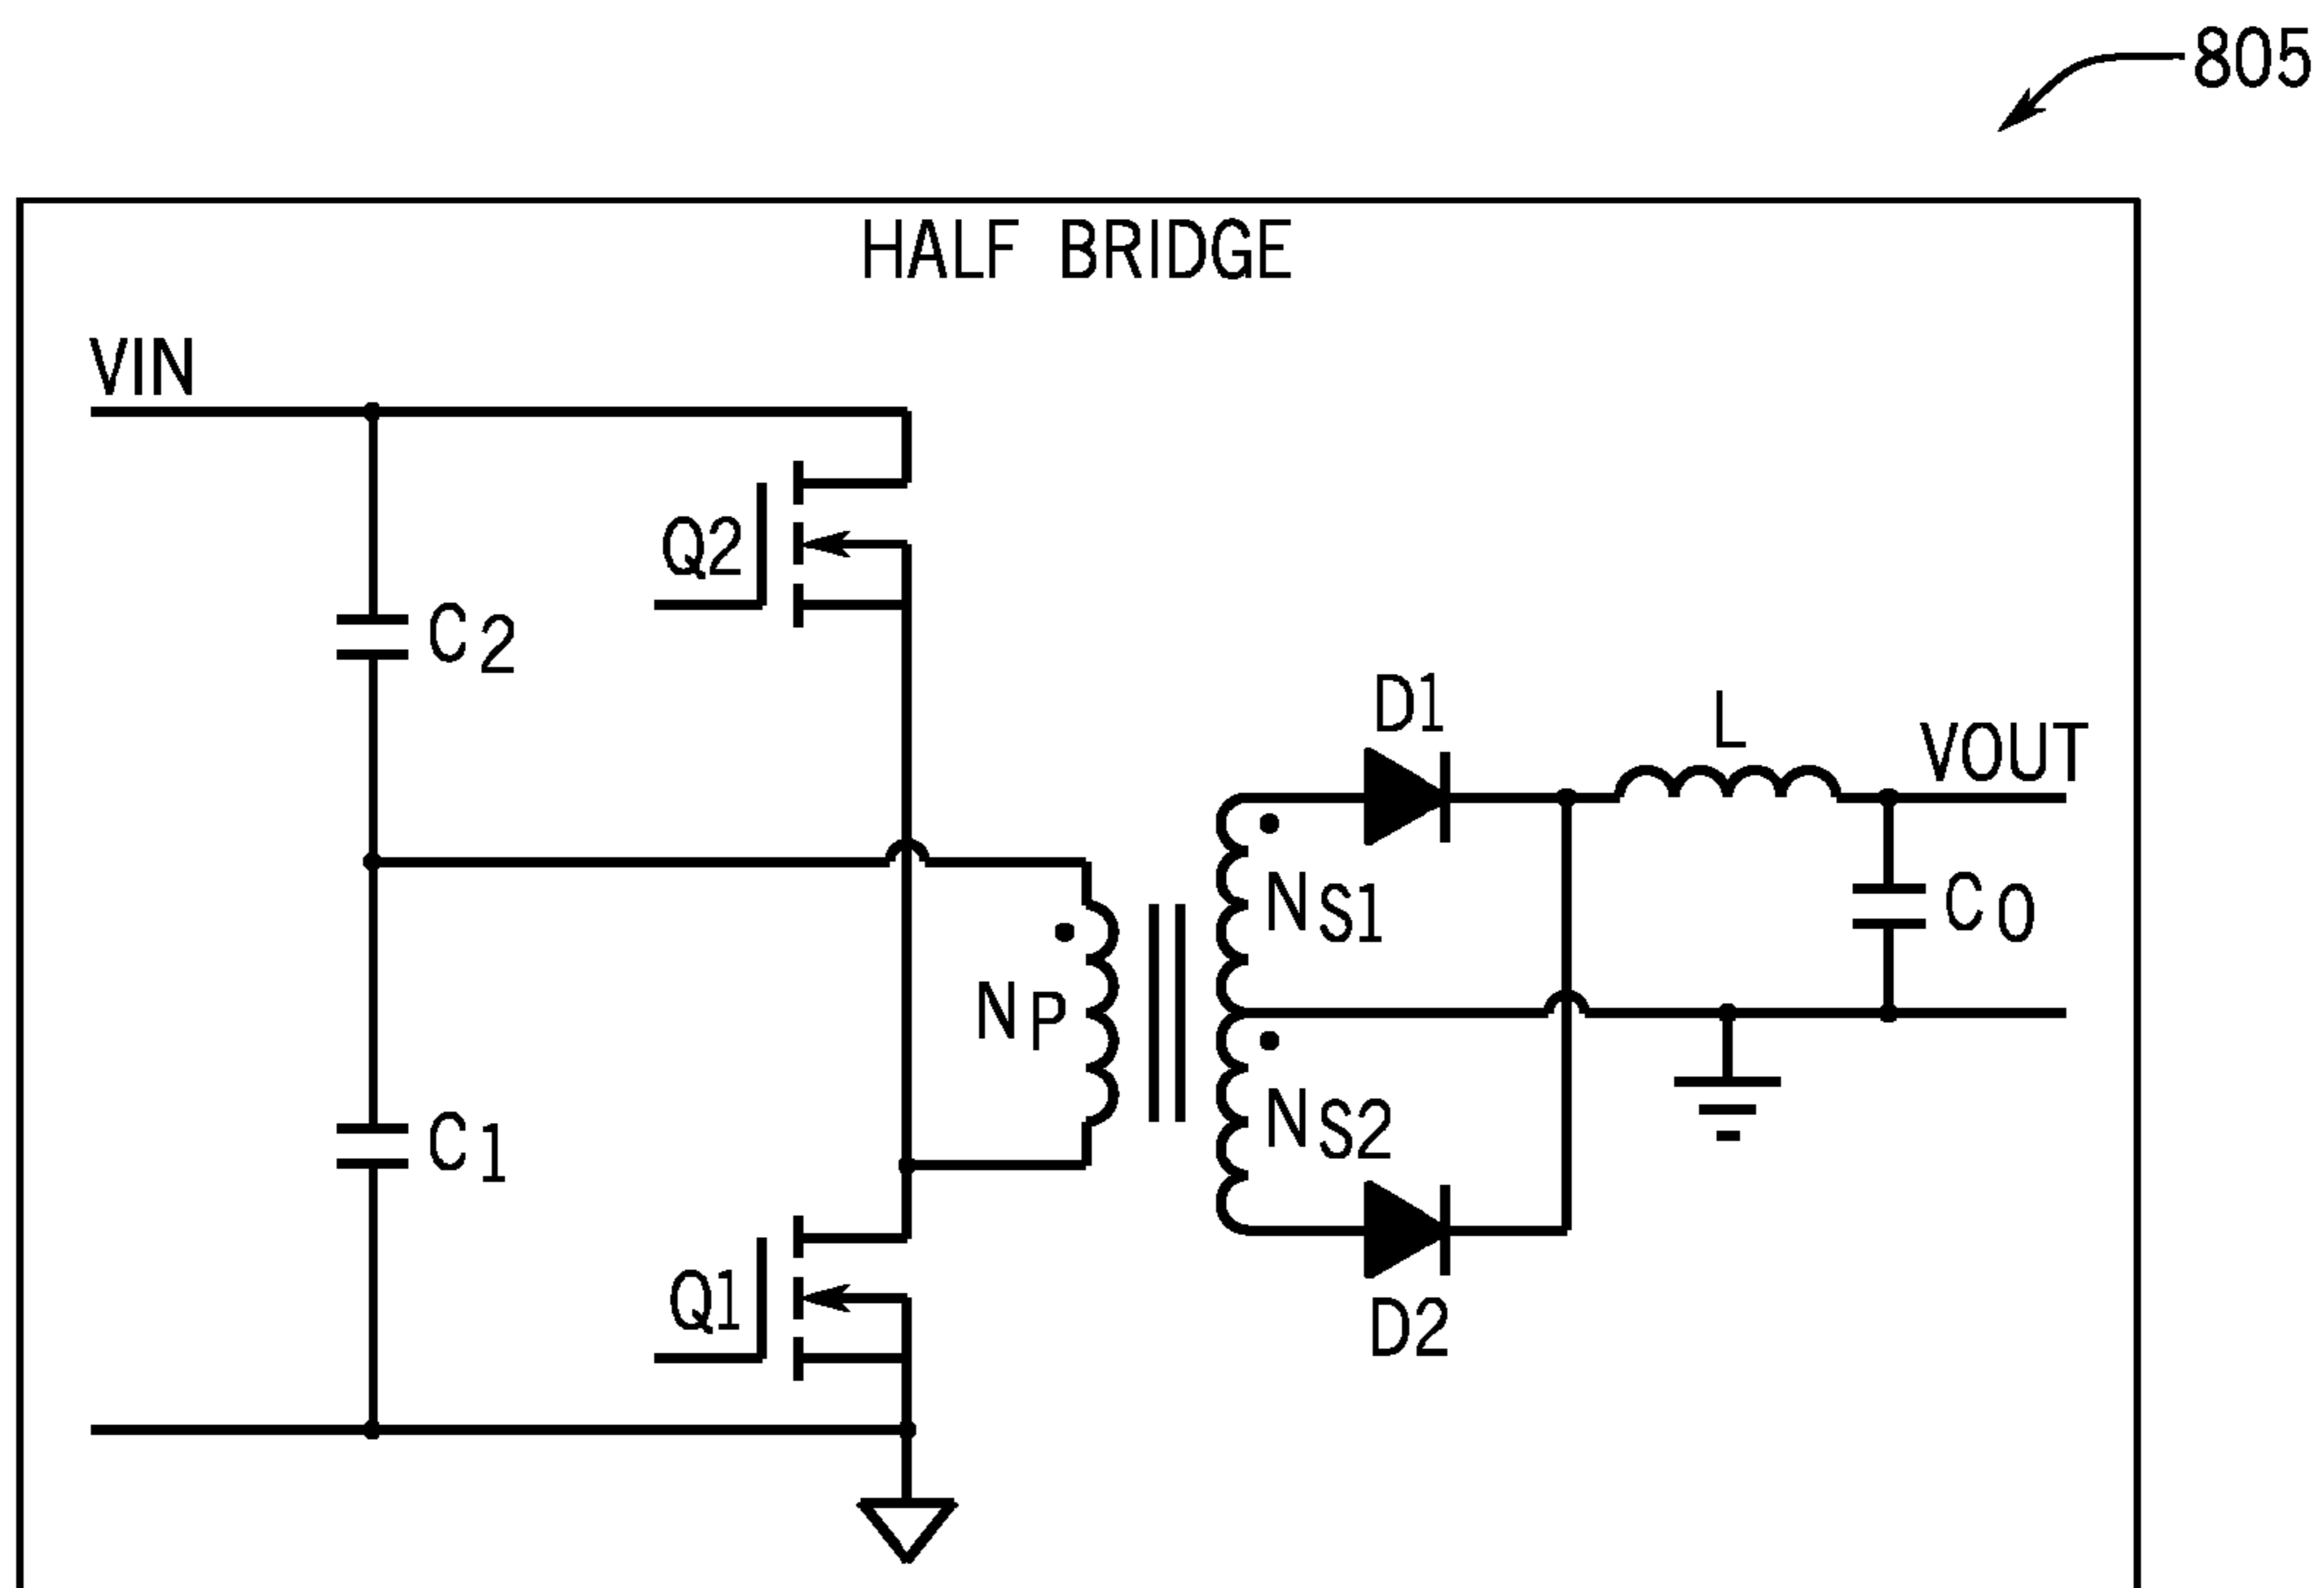 805
HALF BRIDGE
VIN
Q2
C2
D1
L
VOUT
NS1
CO
NP
NS2
C1
Q1
D2